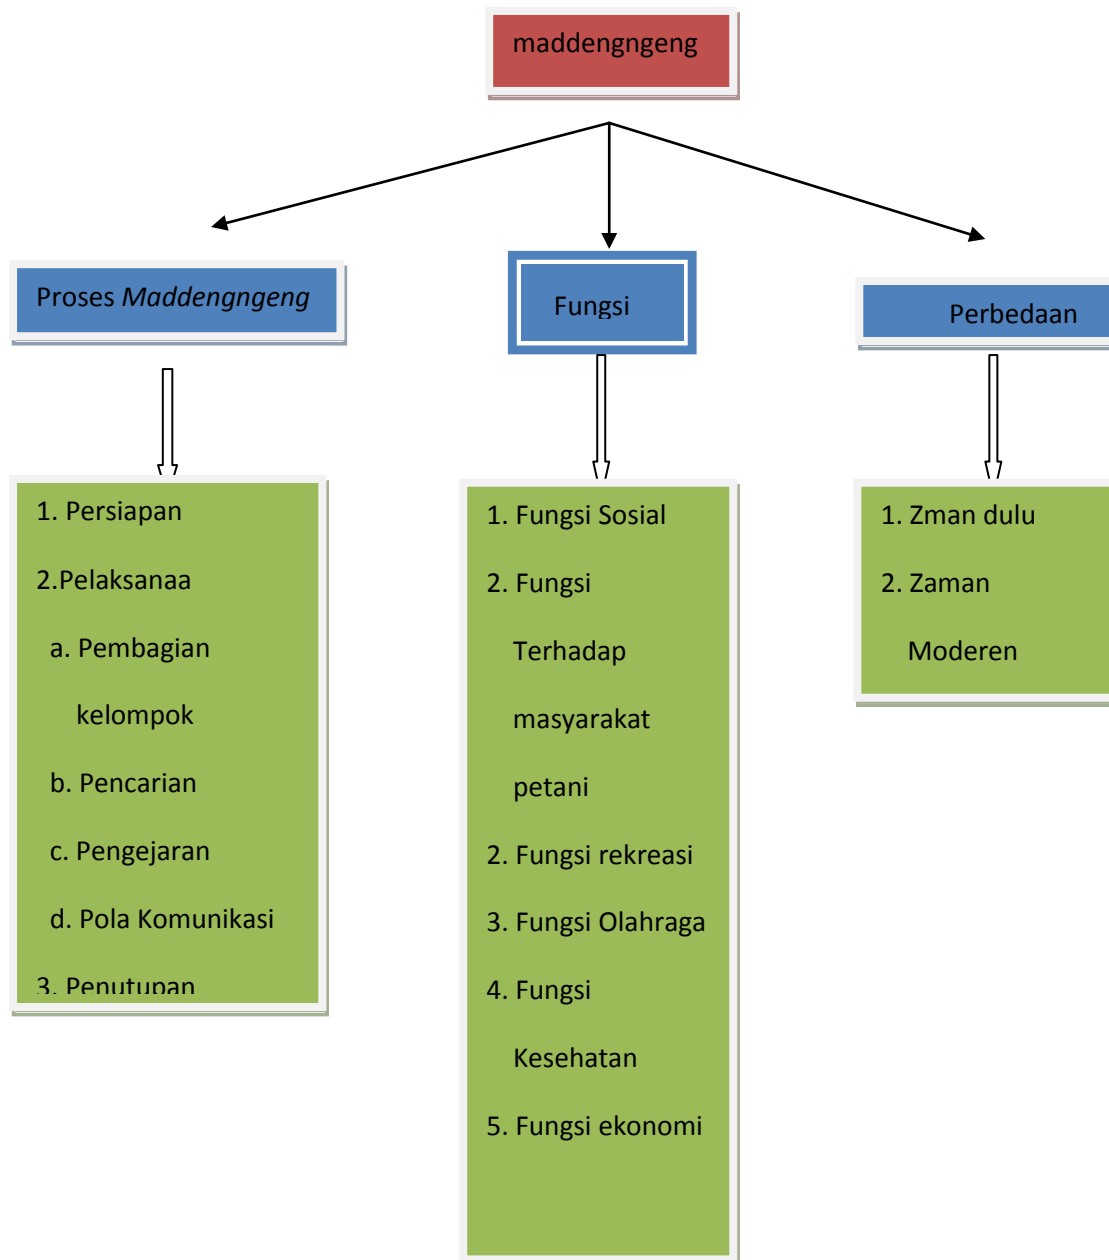 maddengngeng
Proses Maddengngeng
Fungsi
Perbedaan
1. Persiapan
2.Pelaksanaa
a. Pembagian
kelompok
b. Pencarian
c. Pengejaran
d. Pola Komunikasi
3. Penutupan
1. Fungsi Sosial
2. Fungsi
Terhadap
masyarakat
petani
2. Fungsi rekreasi
3. Fungsi Olahraga
4. Fungsi
Kesehatan
5. Fungsi ekonomi
1. Zman dulu
2. Zaman
Moderen